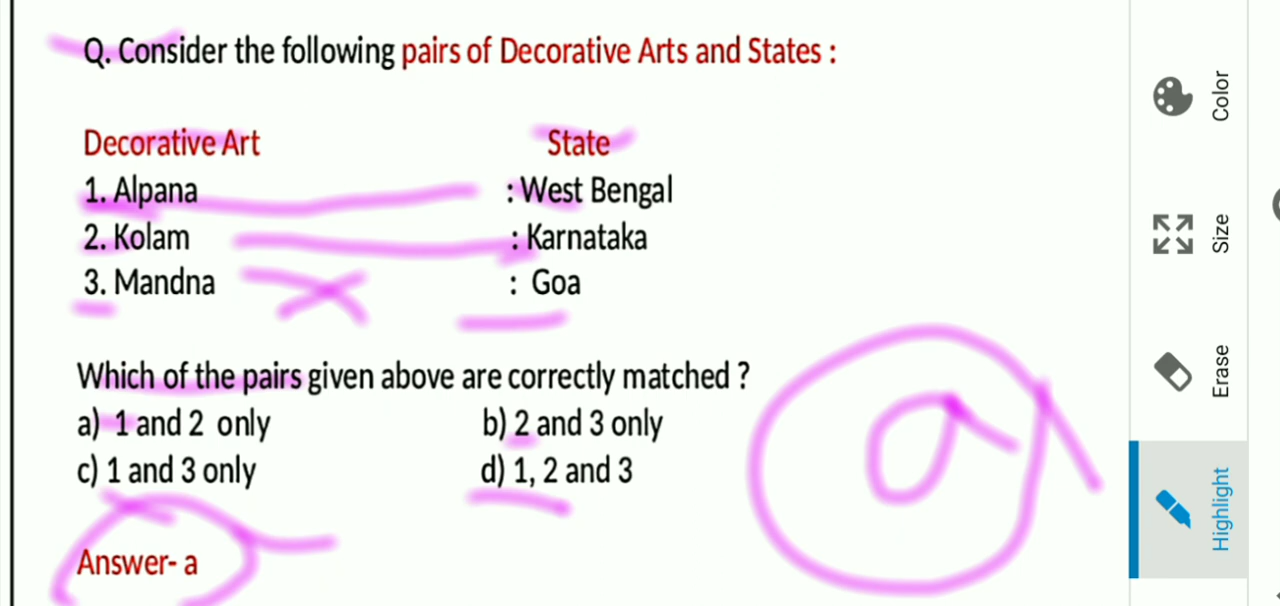 Q. Consider the following pairs of Decorative Arts and States :
Decorative Art State
1. Alpana : West Bengal
2. Kolam : Karnataka
3. Mandna : Goa
Which of the pairs given above are correctly matched ?
a) 1 and 2 only b) 2 and 3 only
c) 1 and 3 only d) 1, 2 and 3
Answer- a
a
Color
Size
Erase
Highlight